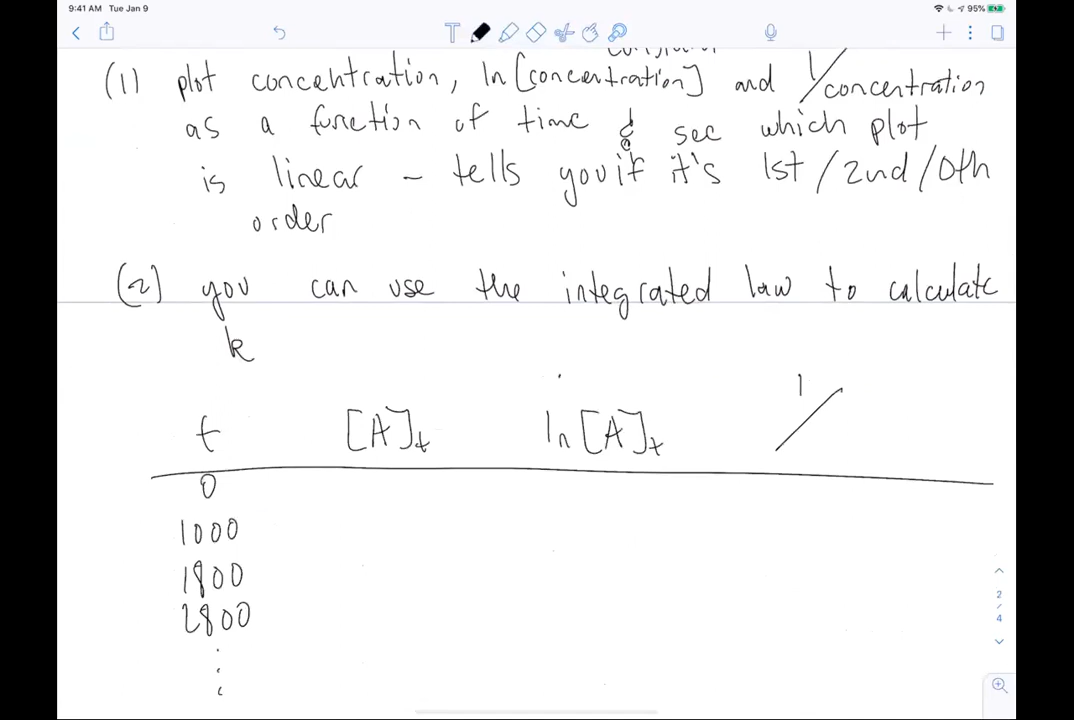 9:41 AM Tue Jan 9
95%
T
(1) plot concentration, ln[concentration] and 1/concentration
as a function of time & see which plot
is linear – tells you if it's 1st/2nd/0th
order
(2) you can use the integrated law to calculate
k
t [A]t ln[A]t 1/
0
1000
1800
2800
2
/
4